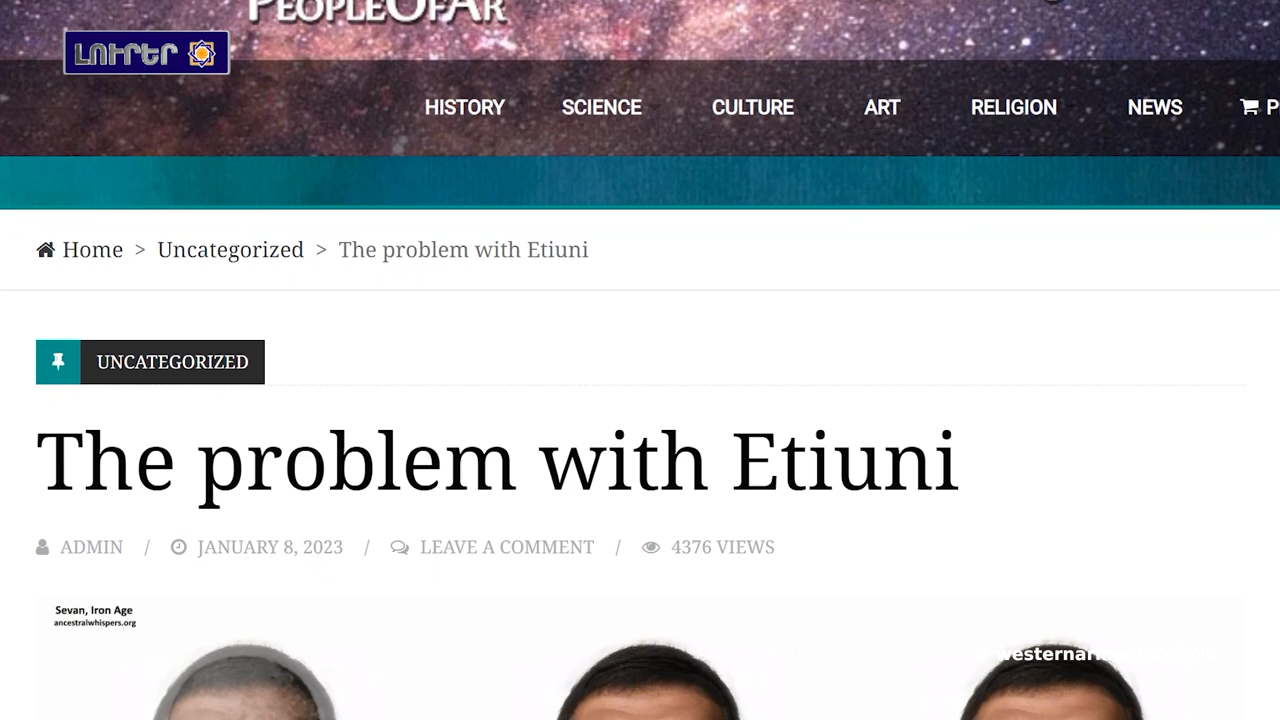 PEOPLEOFAR
ԼՈՒՐԵՐ
HISTORY SCIENCE CULTURE ART RELIGION NEWS P
Home > Uncategorized > The problem with Etiuni
UNCATEGORIZED
The problem with Etiuni
ADMIN / JANUARY 8, 2023 / LEAVE A COMMENT / 4376 VIEWS
Sevan, Iron Age
ancestralwhispers.org